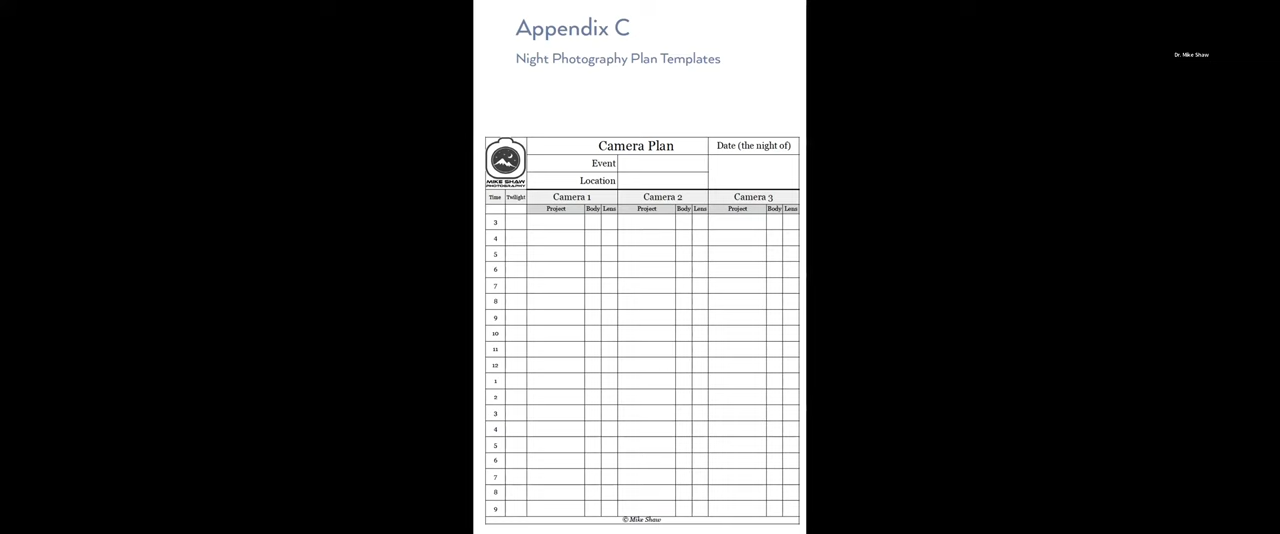 Appendix C
Night Photography Plan Templates
Dr. Mike Shaw
Camera Plan Date (the night of)
Event
Location
MIKE SHAW
PHOTOGRAPHY
Time Twilight Camera 1 Camera 2 Camera 3
Project Body Lens Project Body Lens Project Body Lens
3
4
5
6
7
8
9
10
11
12
1
2
3
4
5
6
7
8
9
© Mike Shaw